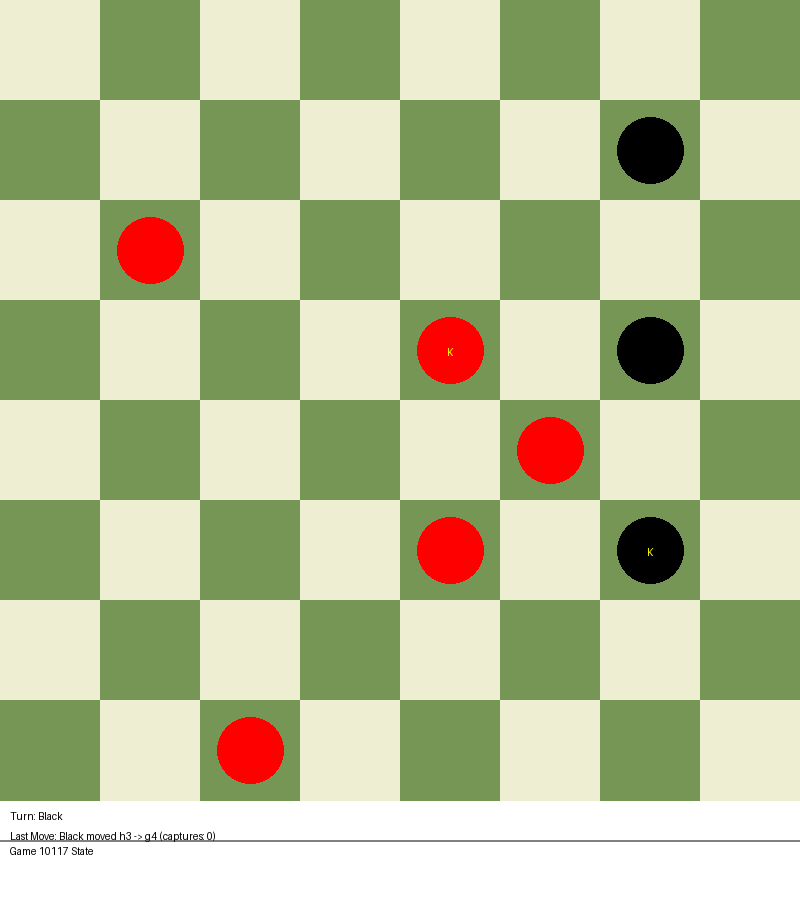 K
K
Turn: Black
Last Move: Black moved h3 -> g4 (captures: 0)
Game 10117 State